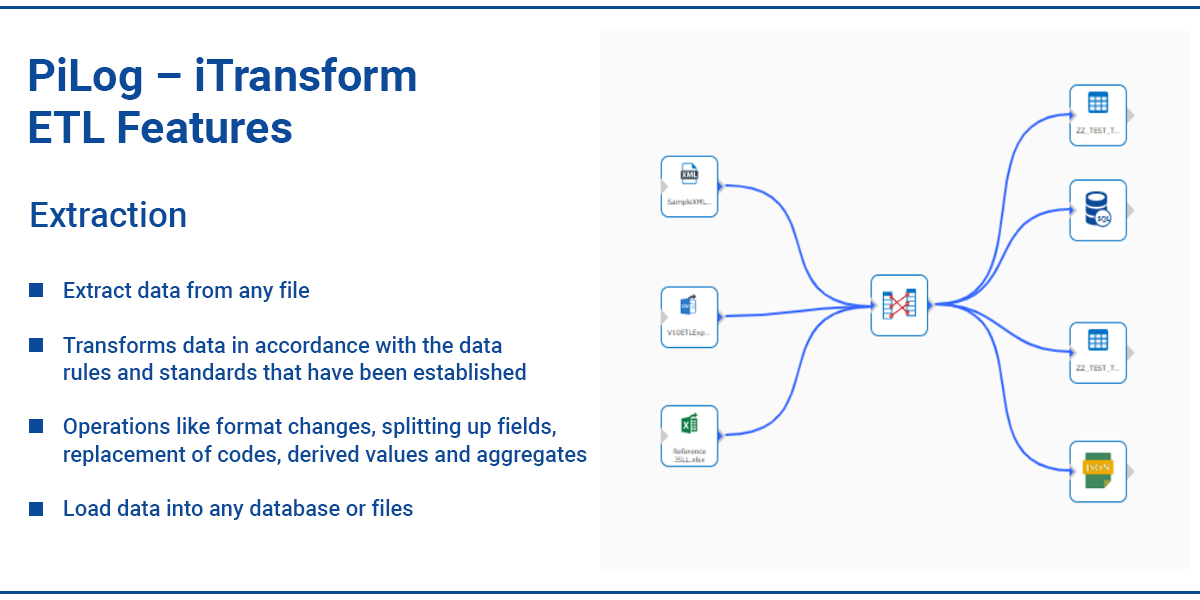 PiLog – iTransform
ETL Features
Extraction
Extract data from any file
Transforms data in accordance with the data
rules and standards that have been established
Operations like format changes, splitting up fields,
replacement of codes, derived values and aggregates
Load data into any database or files
XML
SampleXML..
V10ETLExp..
Reference
JSLL.xlsx
ZZ_TEST_T..
SQL
ZZ_TEST_T..
JSON